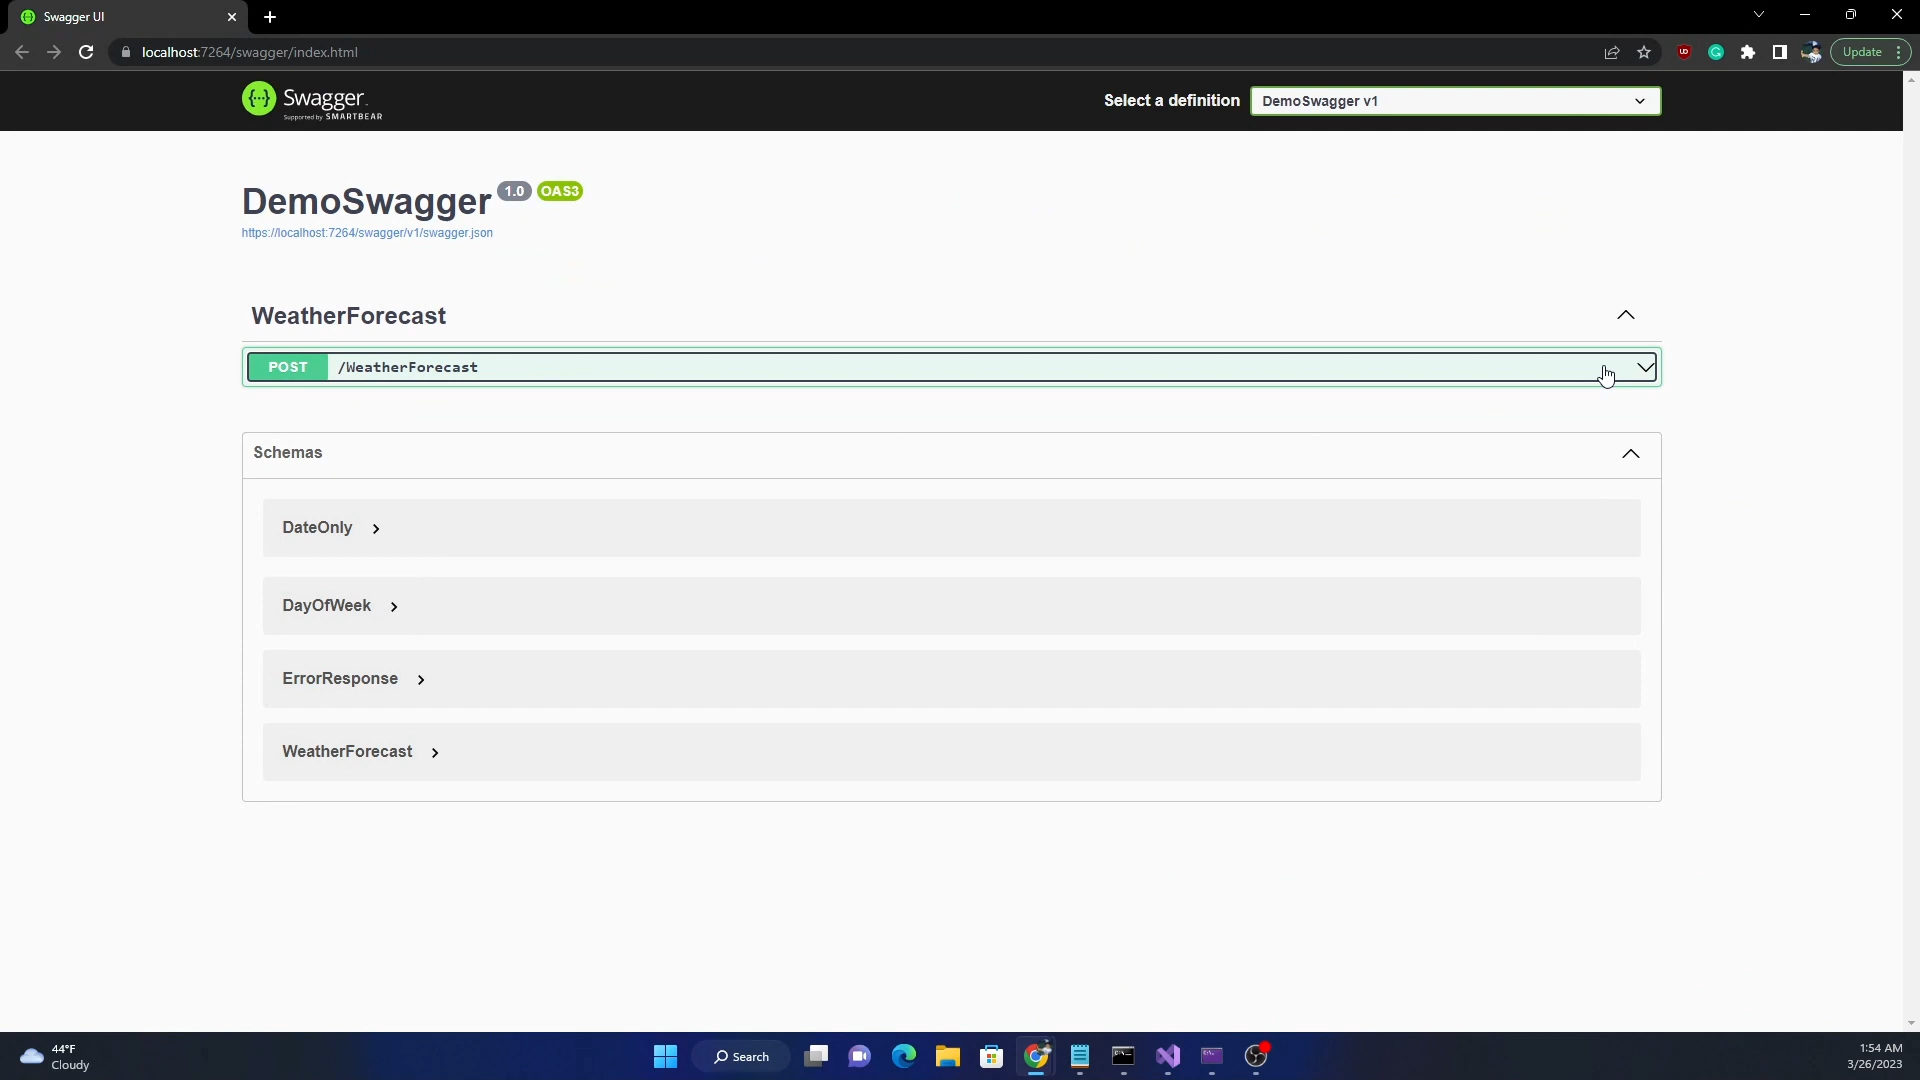 Swagger UI
localhost:7264/swagger/index.html
Update
Swagger
Supported by SMARTBEAR
Select a definition
DemoSwagger v1
DemoSwagger 1.0 OAS3
https://localhost:7264/swagger/v1/swagger.json
WeatherForecast
POST /WeatherForecast
Schemas
DateOnly
DayOfWeek
ErrorResponse
WeatherForecast
44°F
Cloudy
Search
1:54 AM
3/26/2023